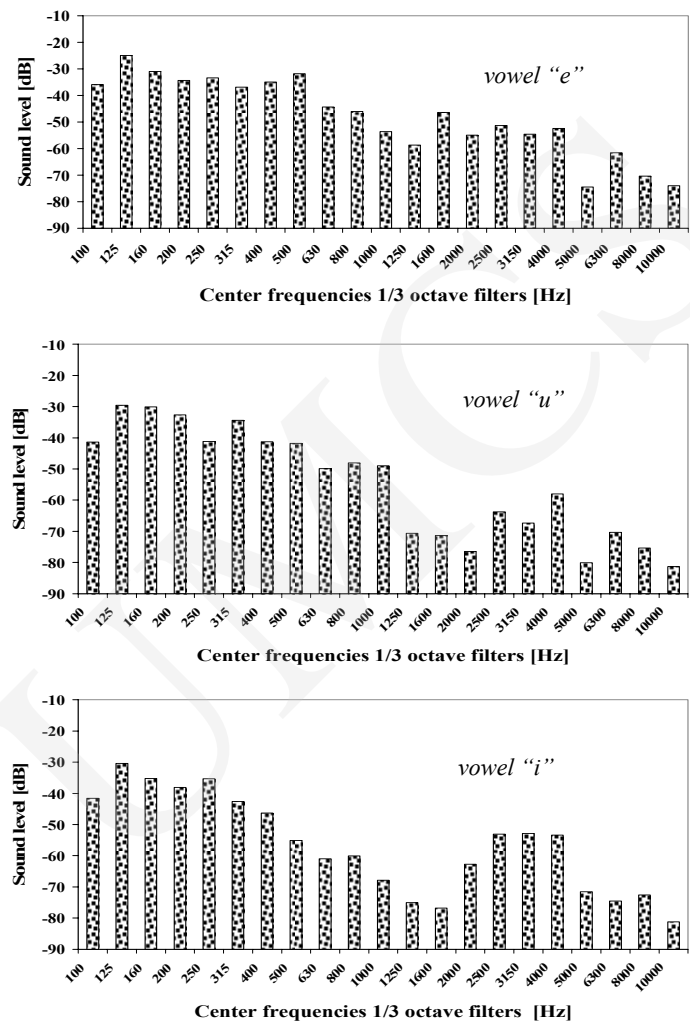 -10
-20
-30
-40
-50
-60
-70
-80
-90
Sound level [dB]
vowel “e”
100 125 160 200 250 315 400 500 630 800 1000 1250 1600 2000 2500 3150 4000 5000 6300 8000 10000
Center frequencies 1/3 octave filters [Hz]
-10
-20
-30
-40
-50
-60
-70
-80
-90
Sound level [dB]
vowel “u”
100 125 160 200 250 315 400 500 630 800 1000 1250 1600 2000 2500 3150 4000 5000 6300 8000 10000
Center frequencies 1/3 octave filters [Hz]
-10
-20
-30
-40
-50
-60
-70
-80
-90
Sound level [dB]
vowel “i”
100 125 160 200 250 315 400 500 630 800 1000 1250 1600 2000 2500 3150 4000 5000 6300 8000 10000
Center frequencies 1/3 octave filters [Hz]
UMCS